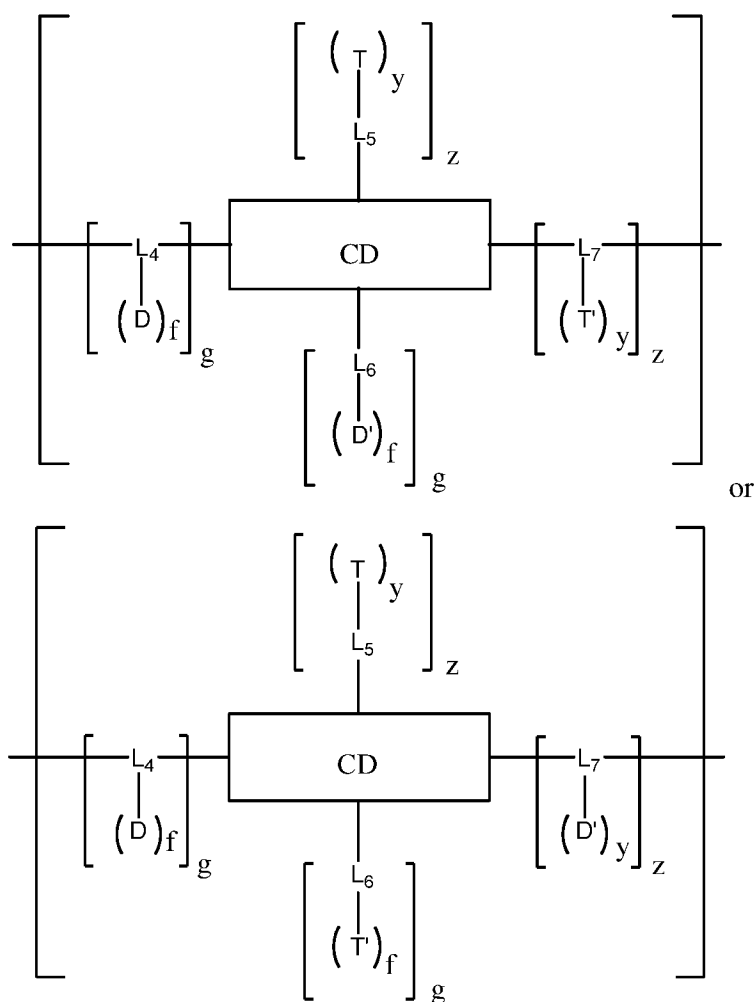 (T)y
L5
z
L4 CD L7
(D)f (T')y
g z
L6
(D')f
g
or
(T)y
L5
z
L4 CD L7
(D)f (D')y
g z
L6
(T')f
g